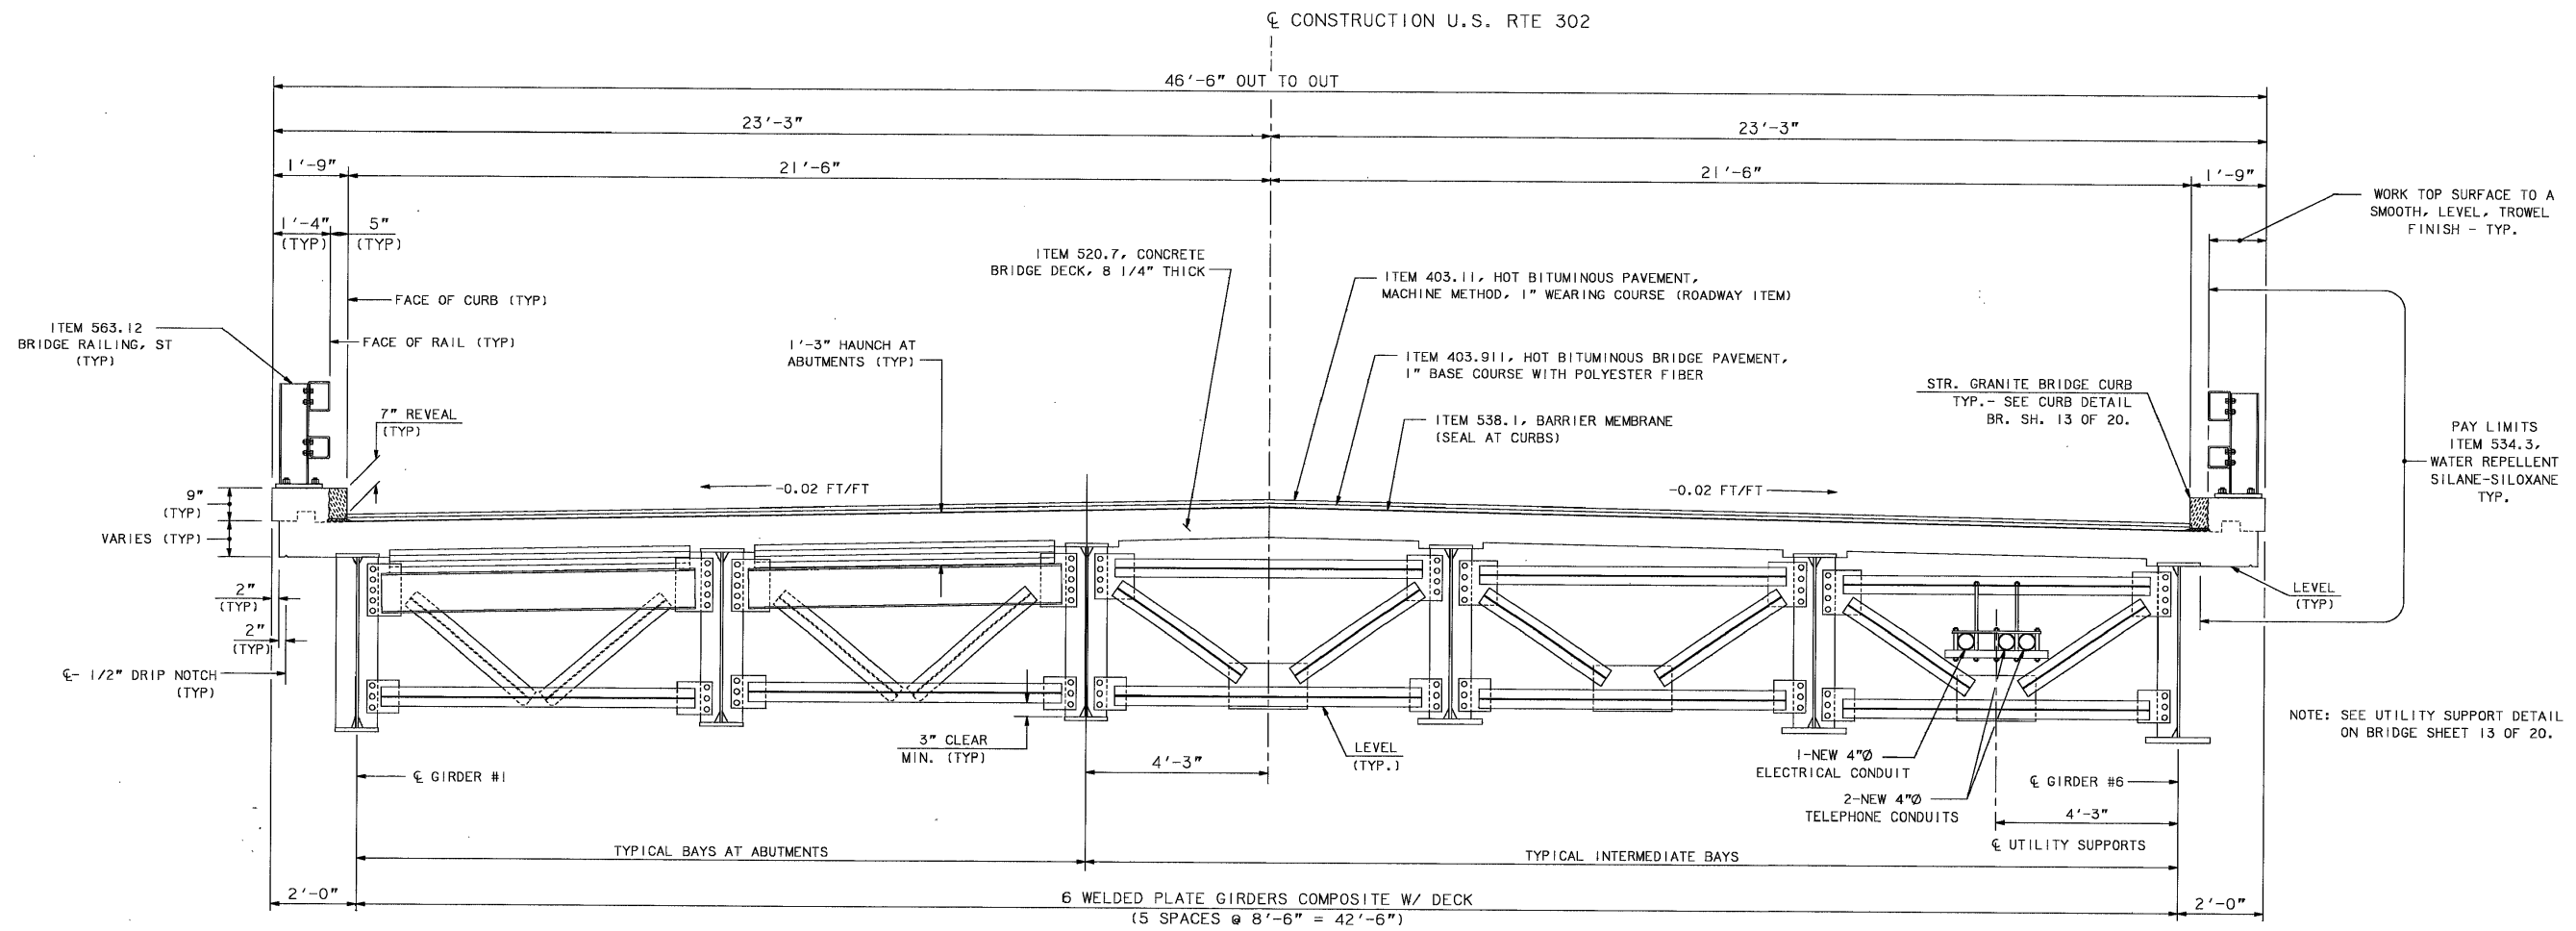 ℄ CONSTRUCTION U.S. RTE 302
46'-6" OUT TO OUT
23'-3"
23'-3"
1'-9"
21'-6"
21'-6"
1'-9"
1'-4"
(TYP)
5"
(TYP)
WORK TOP SURFACE TO A
SMOOTH, LEVEL, TROWEL
FINISH - TYP.
ITEM 520.7, CONCRETE
BRIDGE DECK, 8 1/4" THICK
ITEM 403.11, HOT BITUMINOUS PAVEMENT,
MACHINE METHOD, 1" WEARING COURSE (ROADWAY ITEM)
FACE OF CURB (TYP)
ITEM 563.12
BRIDGE RAILING, ST
(TYP)
FACE OF RAIL (TYP)
1'-3" HAUNCH AT
ABUTMENTS (TYP)
ITEM 403.911, HOT BITUMINOUS BRIDGE PAVEMENT,
1" BASE COURSE WITH POLYESTER FIBER
STR. GRANITE BRIDGE CURB
TYP.- SEE CURB DETAIL
BR. SH. 13 OF 20.
7" REVEAL
(TYP)
ITEM 538.1, BARRIER MEMBRANE
(SEAL AT CURBS)
PAY LIMITS
ITEM 534.3,
WATER REPELLENT
SILANE-SILOXANE
TYP.
-0.02 FT/FT
-0.02 FT/FT
9"
(TYP)
VARIES (TYP)
2"
(TYP)
LEVEL
(TYP)
2"
(TYP)
℄- 1/2" DRIP NOTCH
(TYP)
3" CLEAR
MIN. (TYP)
4'-3"
LEVEL
(TYP.)
1-NEW 4"Ø
ELECTRICAL CONDUIT
NOTE: SEE UTILITY SUPPORT DETAIL
ON BRIDGE SHEET 13 OF 20.
℄ GIRDER #1
℄ GIRDER #6
2-NEW 4"Ø
TELEPHONE CONDUITS
4'-3"
℄ UTILITY SUPPORTS
TYPICAL BAYS AT ABUTMENTS
TYPICAL INTERMEDIATE BAYS
2'-0"
6 WELDED PLATE GIRDERS COMPOSITE W/ DECK
(5 SPACES @ 8'-6" = 42'-6")
2'-0"